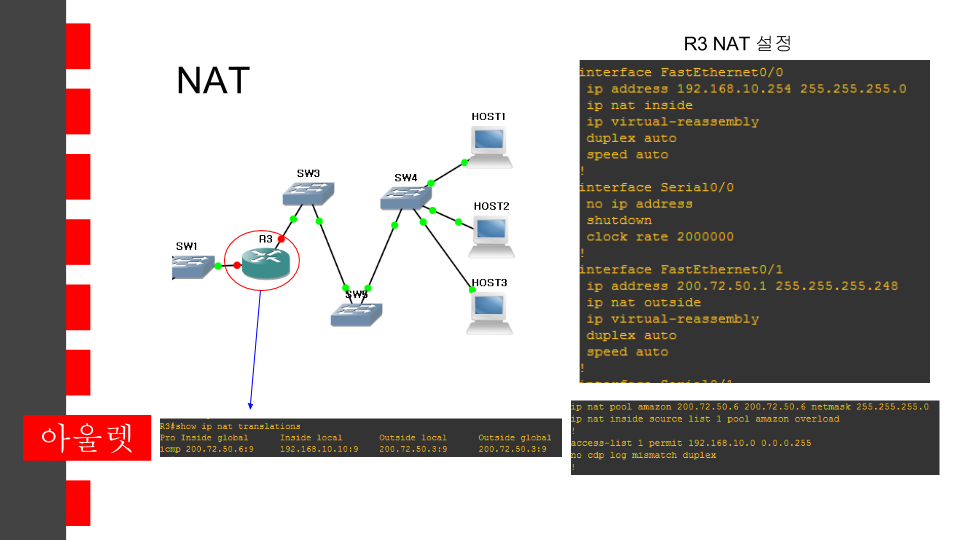 R3 NAT 설정
NAT
interface FastEthernet0/0
ip address 192.168.10.254 255.255.255.0
ip nat inside
ip virtual-reassembly
duplex auto
speed auto
!
interface Serial0/0
no ip address
shutdown
clock rate 2000000
!
interface FastEthernet0/1
ip address 200.72.50.1 255.255.255.248
ip nat outside
ip virtual-reassembly
duplex auto
speed auto
!
interface Serial0/1
HOST1
SW3
SW4
HOST2
R3
SW1
HOST3
SW5
아울렛
R3#show ip nat translations
Pro Inside global Inside local Outside local Outside global
icmp 200.72.50.6:9 192.168.10.10:9 200.72.50.3:9 200.72.50.3:9
ip nat pool amazon 200.72.50.6 200.72.50.6 netmask 255.255.255.0
ip nat inside source list 1 pool amazon overload
!
access-list 1 permit 192.168.10.0 0.0.0.255
no cdp log mismatch duplex
!